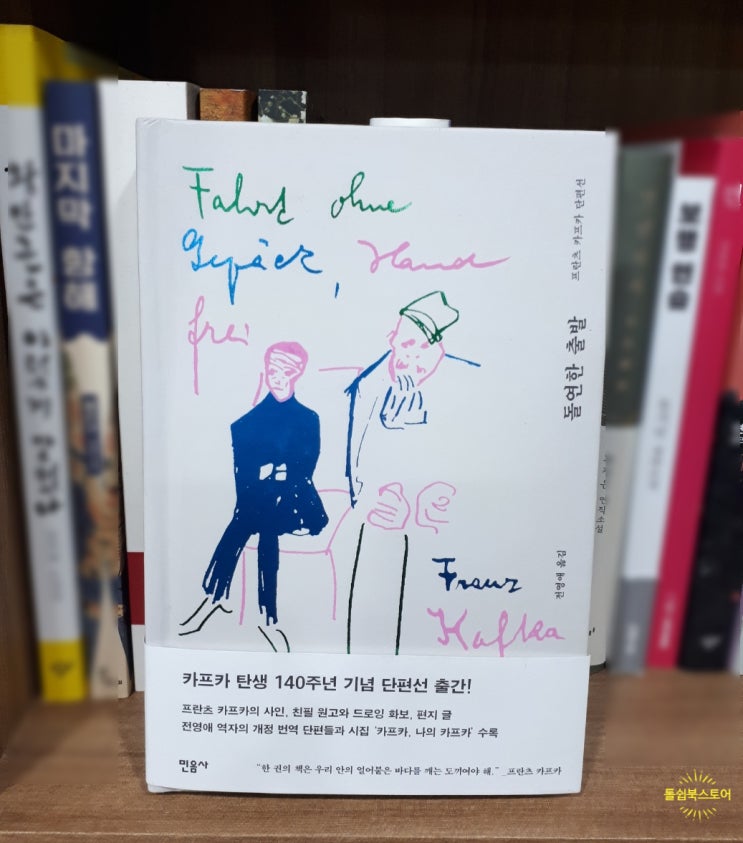 Fahrt ohne
Gepäck, Hand
frei
프란츠 카프카 단편선
돌연한 출발
전영애 옮김
Franz
Kafka
카프카 탄생 140주년 기념 단편선 출간!
프란츠 카프카의 사인, 친필 원고와 드로잉 화보, 편지 글
전영애 역자의 개정 번역 단편들과 시집 ‘카프카, 나의 카프카’ 수록
민음사
“한 권의 책은 우리 안의 얼어붙은 바다를 깨는 도끼여야 해.” _프란츠 카프카
마지막 항해
돌쉽북스토어